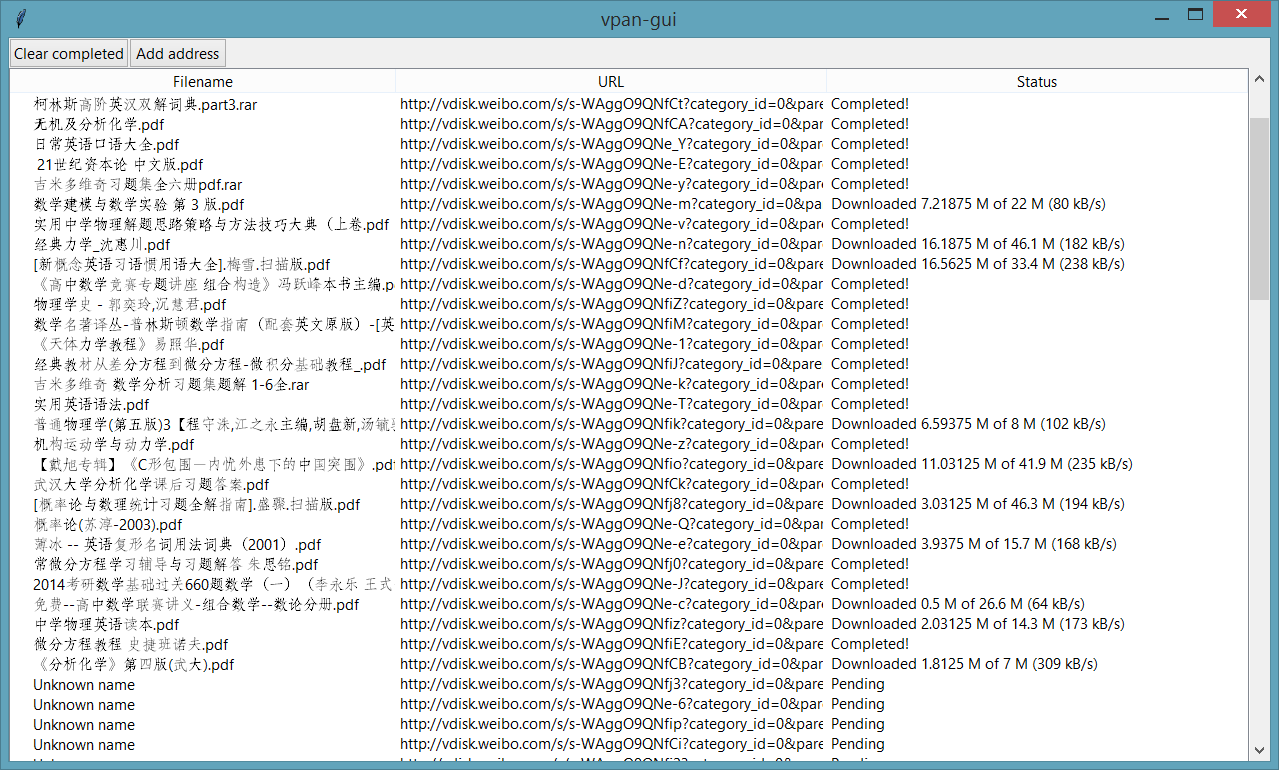 vpan-gui
Clear completed Add address
Filename URL Status
柯林斯高阶英汉双解词典.part3.rar http://vdisk.weibo.com/s/s-WAggO9QNfCt?category_id=0&pare Completed!
无机及分析化学.pdf http://vdisk.weibo.com/s/s-WAggO9QNfCA?category_id=0&par Completed!
日常英语口语大全.pdf http://vdisk.weibo.com/s/s-WAggO9QNe_Y?category_id=0&par Completed!
21世纪资本论 中文版.pdf http://vdisk.weibo.com/s/s-WAggO9QNe-E?category_id=0&par Completed!
吉米多维奇习题集全六册pdf.rar http://vdisk.weibo.com/s/s-WAggO9QNe-y?category_id=0&par Completed!
数学建模与数学实验 第 3 版.pdf http://vdisk.weibo.com/s/s-WAggO9QNe-m?category_id=0&pa Downloaded 7.21875 M of 22 M (80 kB/s)
实用中学物理解题思路策略与方法技巧大典（上卷.pdf http://vdisk.weibo.com/s/s-WAggO9QNe-v?category_id=0&par Completed!
经典力学_沈惠川.pdf http://vdisk.weibo.com/s/s-WAggO9QNe-n?category_id=0&par Downloaded 16.1875 M of 46.1 M (182 kB/s)
[新概念英语习语惯用语大全].梅雪.扫描版.pdf http://vdisk.weibo.com/s/s-WAggO9QNfCf?category_id=0&par Downloaded 16.5625 M of 33.4 M (238 kB/s)
《高中数学竞赛专题讲座 组合构造》冯跃峰本书主编.p http://vdisk.weibo.com/s/s-WAggO9QNe-d?category_id=0&par Completed!
物理学史 - 郭奕玲,沉慧君.pdf http://vdisk.weibo.com/s/s-WAggO9QNfiZ?category_id=0&par Completed!
数学名著译丛-普林斯顿数学指南（配套英文原版）-[英 http://vdisk.weibo.com/s/s-WAggO9QNfiM?category_id=0&par Completed!
《天体力学教程》易照华.pdf http://vdisk.weibo.com/s/s-WAggO9QNe-1?category_id=0&par Completed!
经典教材从差分方程到微分方程-微积分基础教程_.pdf http://vdisk.weibo.com/s/s-WAggO9QNfiJ?category_id=0&pare Completed!
吉米多维奇 数学分析习题集题解 1-6全.rar http://vdisk.weibo.com/s/s-WAggO9QNe-k?category_id=0&par Completed!
实用英语语法.pdf http://vdisk.weibo.com/s/s-WAggO9QNe-T?category_id=0&par Completed!
普通物理学(第五版)3【程守洙,江之永主编,胡盘新,汤毓 http://vdisk.weibo.com/s/s-WAggO9QNfik?category_id=0&par Downloaded 6.59375 M of 8 M (102 kB/s)
机构运动学与动力学.pdf http://vdisk.weibo.com/s/s-WAggO9QNe-z?category_id=0&par Completed!
【戴旭专辑】《C形包围－内忧外患下的中国突围》.pd http://vdisk.weibo.com/s/s-WAggO9QNfio?category_id=0&par Downloaded 11.03125 M of 41.9 M (235 kB/s)
武汉大学分析化学课后习题答案.pdf http://vdisk.weibo.com/s/s-WAggO9QNfCk?category_id=0&par Completed!
[概率论与数理统计习题全解指南].盛骤.扫描版.pdf http://vdisk.weibo.com/s/s-WAggO9QNfj8?category_id=0&par Downloaded 3.03125 M of 46.3 M (194 kB/s)
概率论(苏淳-2003).pdf http://vdisk.weibo.com/s/s-WAggO9QNe-Q?category_id=0&par Completed!
薄冰 -- 英语复形名词用法词典（2001）.pdf http://vdisk.weibo.com/s/s-WAggO9QNe-e?category_id=0&par Downloaded 3.9375 M of 15.7 M (168 kB/s)
常微分方程学习辅导与习题解答 朱思铭.pdf http://vdisk.weibo.com/s/s-WAggO9QNfj0?category_id=0&par Completed!
2014考研数学基础过关660题数学（一）（李永乐 王式 http://vdisk.weibo.com/s/s-WAggO9QNe-J?category_id=0&par Completed!
免费--高中数学联赛讲义-组合数学--数论分册.pdf http://vdisk.weibo.com/s/s-WAggO9QNe-c?category_id=0&par Downloaded 0.5 M of 26.6 M (64 kB/s)
中学物理英语读本.pdf http://vdisk.weibo.com/s/s-WAggO9QNfiz?category_id=0&par Downloaded 2.03125 M of 14.3 M (173 kB/s)
微分方程教程 史捷班诺夫.pdf http://vdisk.weibo.com/s/s-WAggO9QNfiE?category_id=0&par Completed!
《分析化学》第四版(武大).pdf http://vdisk.weibo.com/s/s-WAggO9QNfCB?category_id=0&par Downloaded 1.8125 M of 7 M (309 kB/s)
Unknown name http://vdisk.weibo.com/s/s-WAggO9QNfj3?category_id=0&par Pending
Unknown name http://vdisk.weibo.com/s/s-WAggO9QNe-6?category_id=0&par Pending
Unknown name http://vdisk.weibo.com/s/s-WAggO9QNfip?category_id=0&par Pending
Unknown name http://vdisk.weibo.com/s/s-WAggO9QNfCi?category_id=0&par Pending